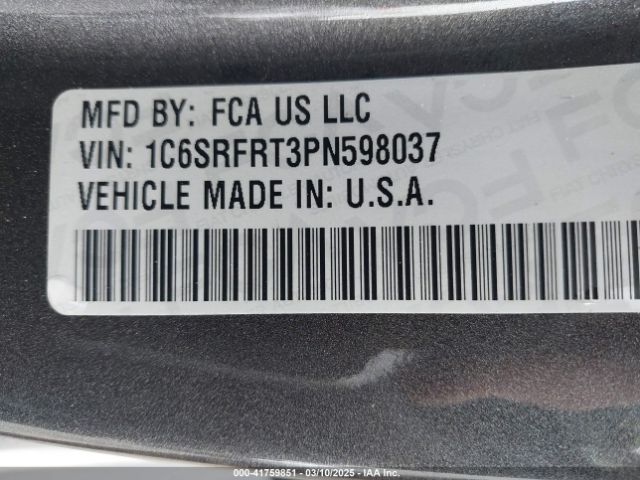 MFD BY: FCA US LLC
VIN: 1C6SRFRT3PN598037
VEHICLE MADE IN: U.S.A.
000-41759851 — 03/10/2025 — IAA Inc.